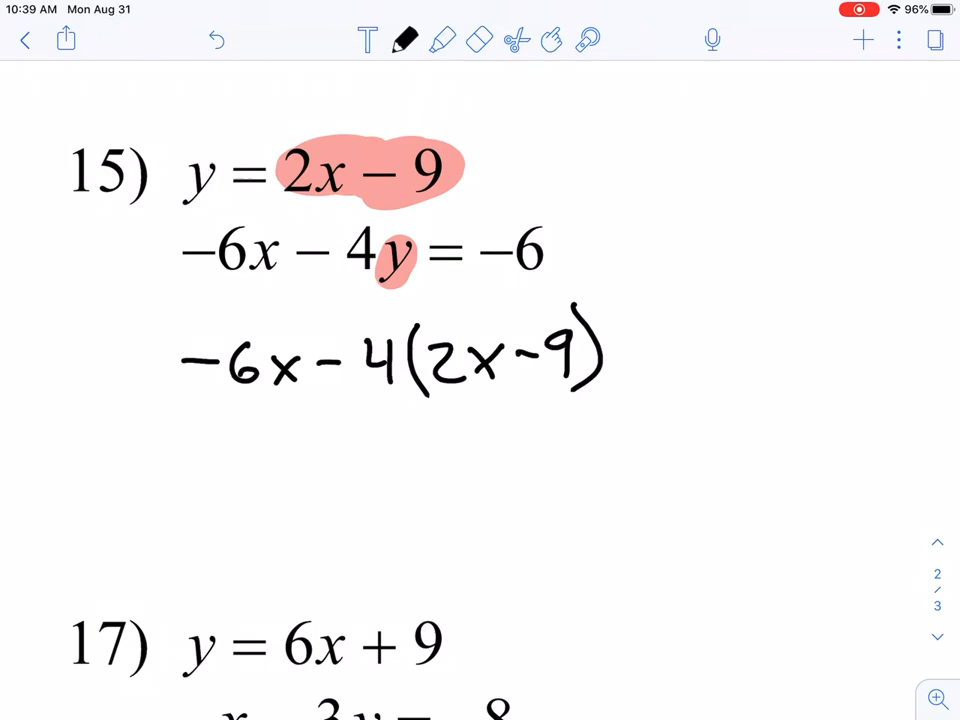 10:39 AM Mon Aug 31
96%
T
15) y = 2x − 9
−6x − 4y = −6
−6x − 4(2x − 9)
2
/
3
17) y = 6x + 9